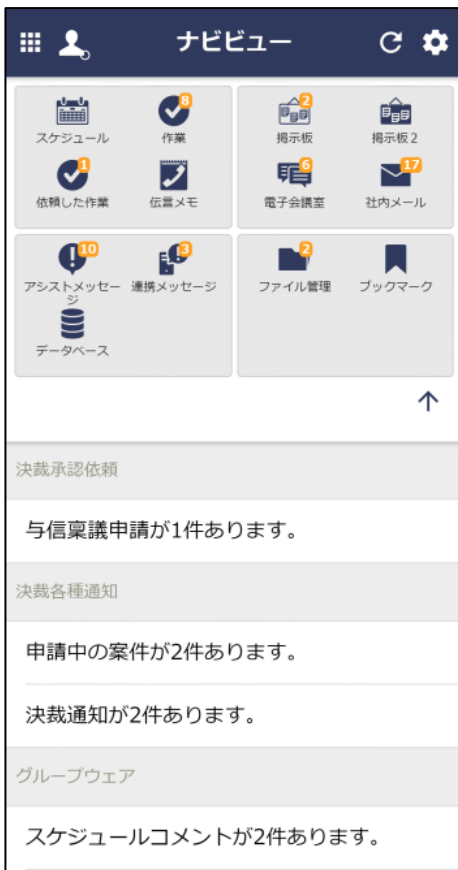 ナビビュー
8
2
スケジュール
作業
掲示板
掲示板2
1
6
17
依頼した作業
伝言メモ
電子会議室
社内メール
10
3
2
アシストメッセー
ジ
連携メッセージ
ファイル管理
ブックマーク
データベース
決裁承認依頼
与信稟議申請が1件あります。
決裁各種通知
申請中の案件が2件あります。
決裁通知が2件あります。
グループウェア
スケジュールコメントが2件あります。